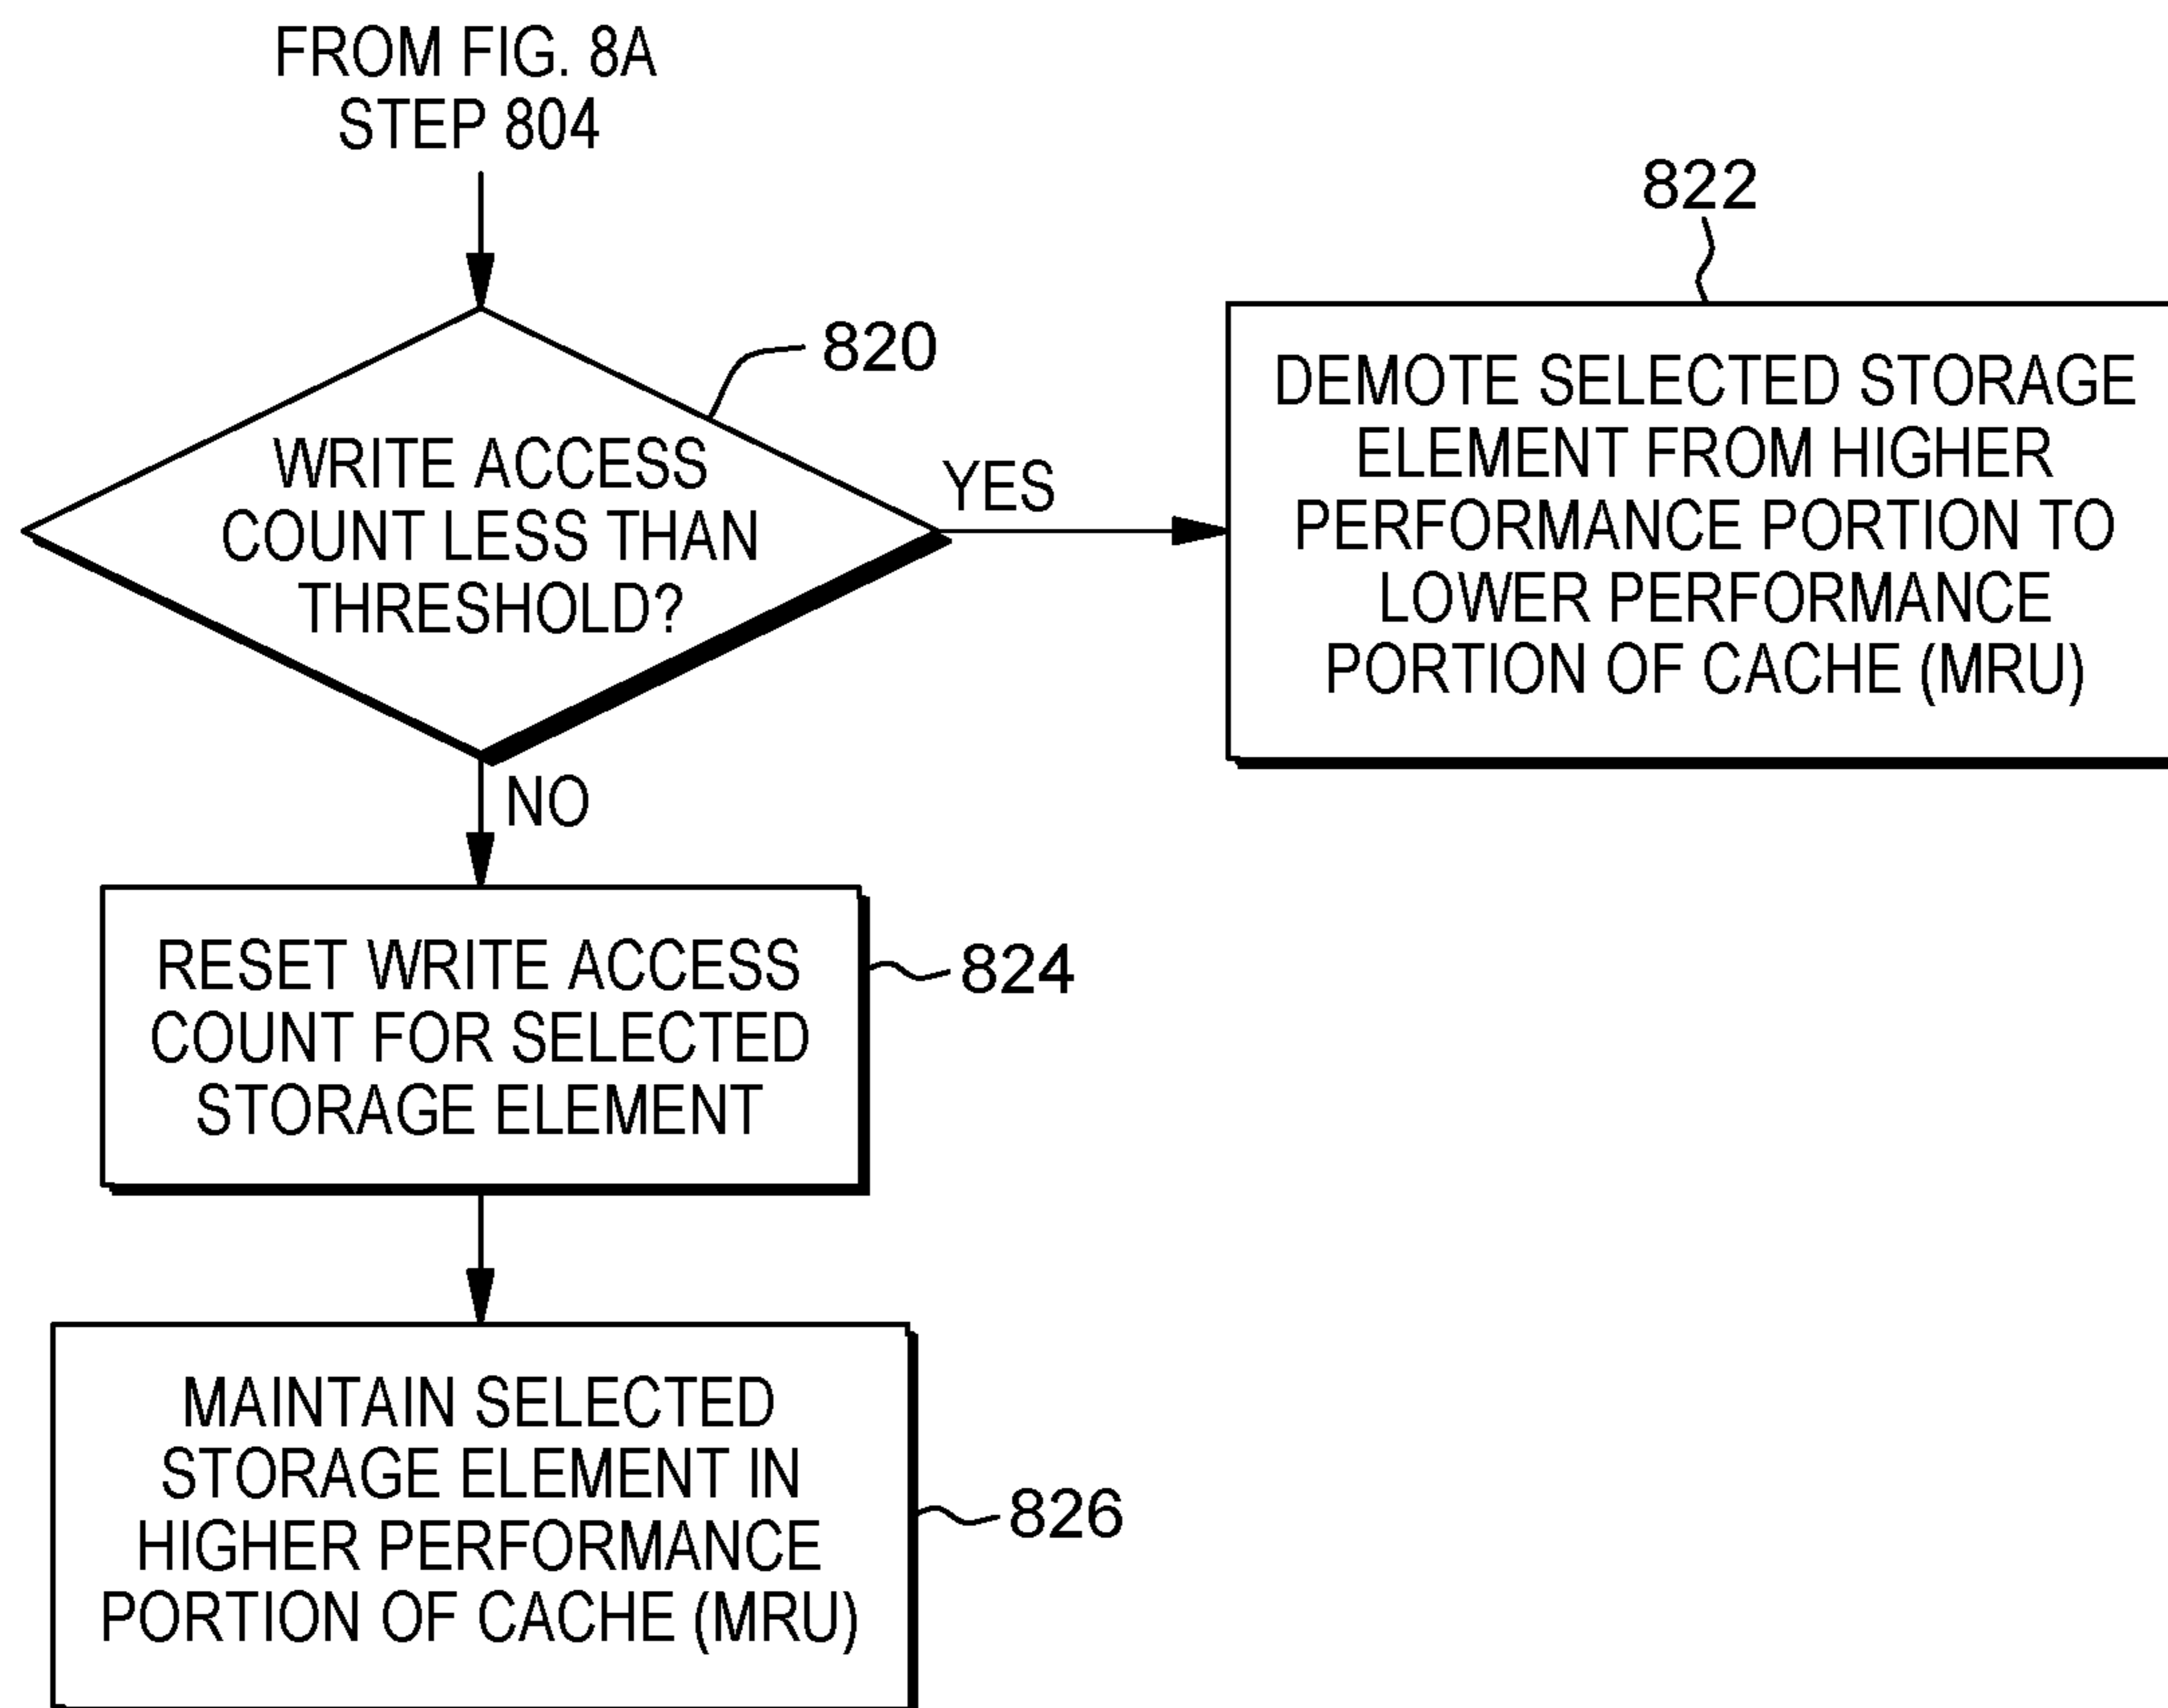 FROM FIG. 8A
STEP 804
820
WRITE ACCESS
COUNT LESS THAN
THRESHOLD?
YES
822
DEMOTE SELECTED STORAGE
ELEMENT FROM HIGHER
PERFORMANCE PORTION TO
LOWER PERFORMANCE
PORTION OF CACHE (MRU)
NO
RESET WRITE ACCESS
COUNT FOR SELECTED
STORAGE ELEMENT
824
MAINTAIN SELECTED
STORAGE ELEMENT IN
HIGHER PERFORMANCE
PORTION OF CACHE (MRU)
826